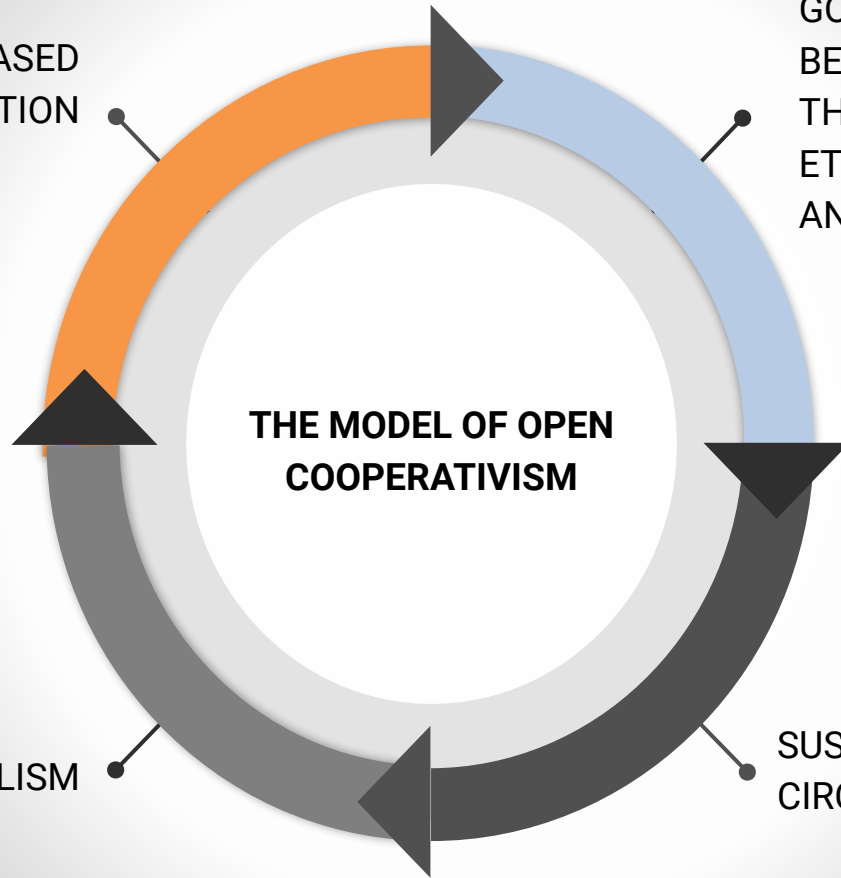 ASED
TION
GO
BE
TH
ET
AN
THE MODEL OF OPEN
COOPERATIVISM
LISM
SUS
CIRC